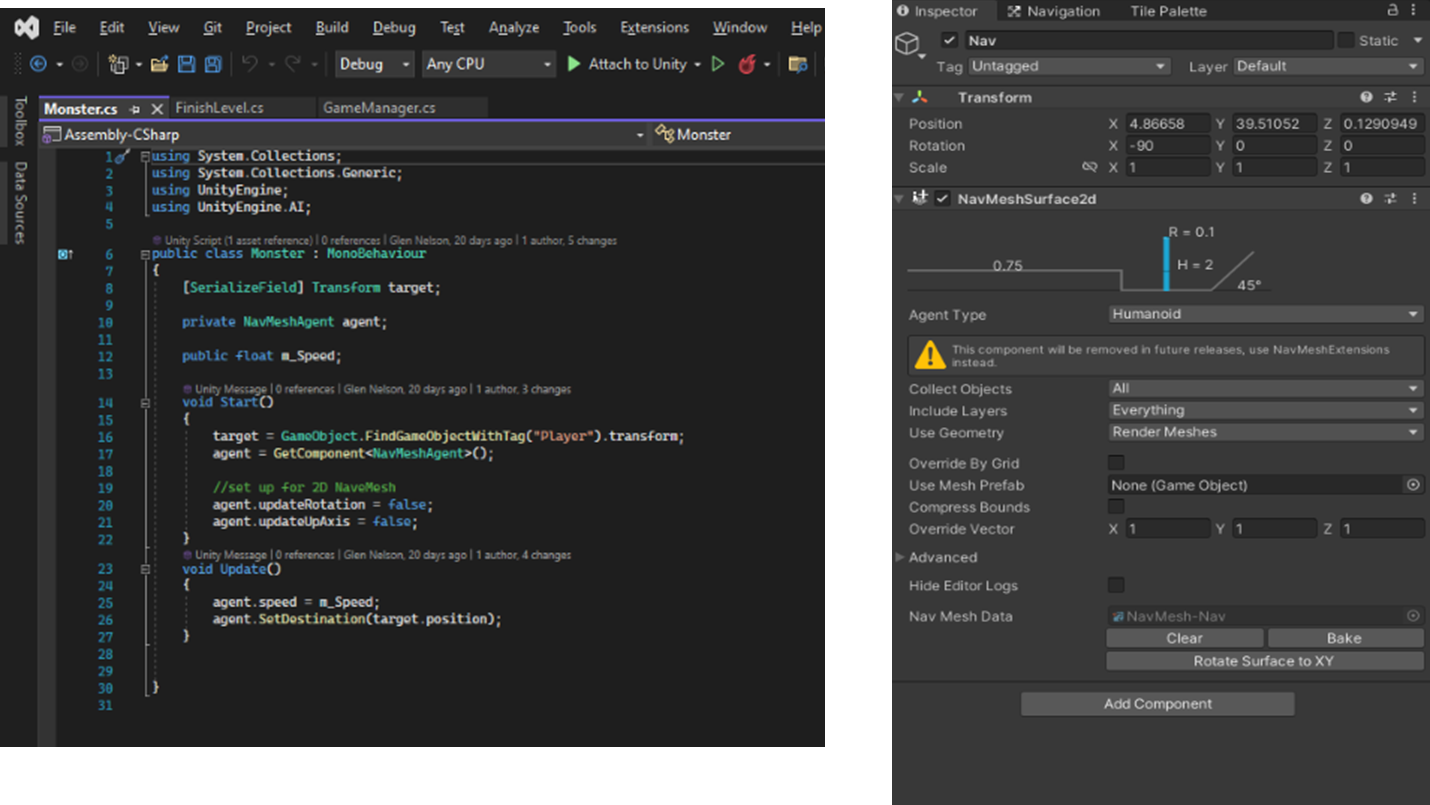 File Edit View Git Project Build Debug Test Analyze Tools Extensions Window Help
Debug Any CPU Attach to Unity
Toolbox
Data Sources
Monster.cs FinishLevel.cs GameManager.cs
Assembly-CSharp Monster
1 using System.Collections;
2 using System.Collections.Generic;
3 using UnityEngine;
4 using UnityEngine.AI;
5
Unity Script (1 asset reference) | 0 references | Glen Nelson, 20 days ago | 1 author, 5 changes
6 public class Monster : MonoBehaviour
7 {
8 [SerializeField] Transform target;
9
10 private NavMeshAgent agent;
11
12 public float m_Speed;
13
Unity Message | 0 references | Glen Nelson, 20 days ago | 1 author, 3 changes
14 void Start()
15 {
16 target = GameObject.FindGameObjectWithTag("Player").transform;
17 agent = GetComponent<NavMeshAgent>();
18
19 //set up for 2D NaveMesh
20 agent.updateRotation = false;
21 agent.updateUpAxis = false;
22 }
Unity Message | 0 references | Glen Nelson, 20 days ago | 1 author, 4 changes
23 void Update()
24 {
25 agent.speed = m_Speed;
26 agent.SetDestination(target.position);
27 }
28
29
30 }
31
Inspector Navigation Tile Palette
Nav Static
Tag Untagged Layer Default
Transform
Position X 4.86658 Y 39.51052 Z 0.1290949
Rotation X -90 Y 0 Z 0
Scale X 1 Y 1 Z 1
NavMeshSurface2d
R = 0.1
0.75 H = 2
45°
Agent Type Humanoid
This component will be removed in future releases, use NavMeshExtensions
instead.
Collect Objects All
Include Layers Everything
Use Geometry Render Meshes
Override By Grid
Use Mesh Prefab None (Game Object)
Compress Bounds
Override Vector X 1 Y 1 Z 1
Advanced
Hide Editor Logs
Nav Mesh Data NavMesh-Nav
Clear Bake
Rotate Surface to XY
Add Component